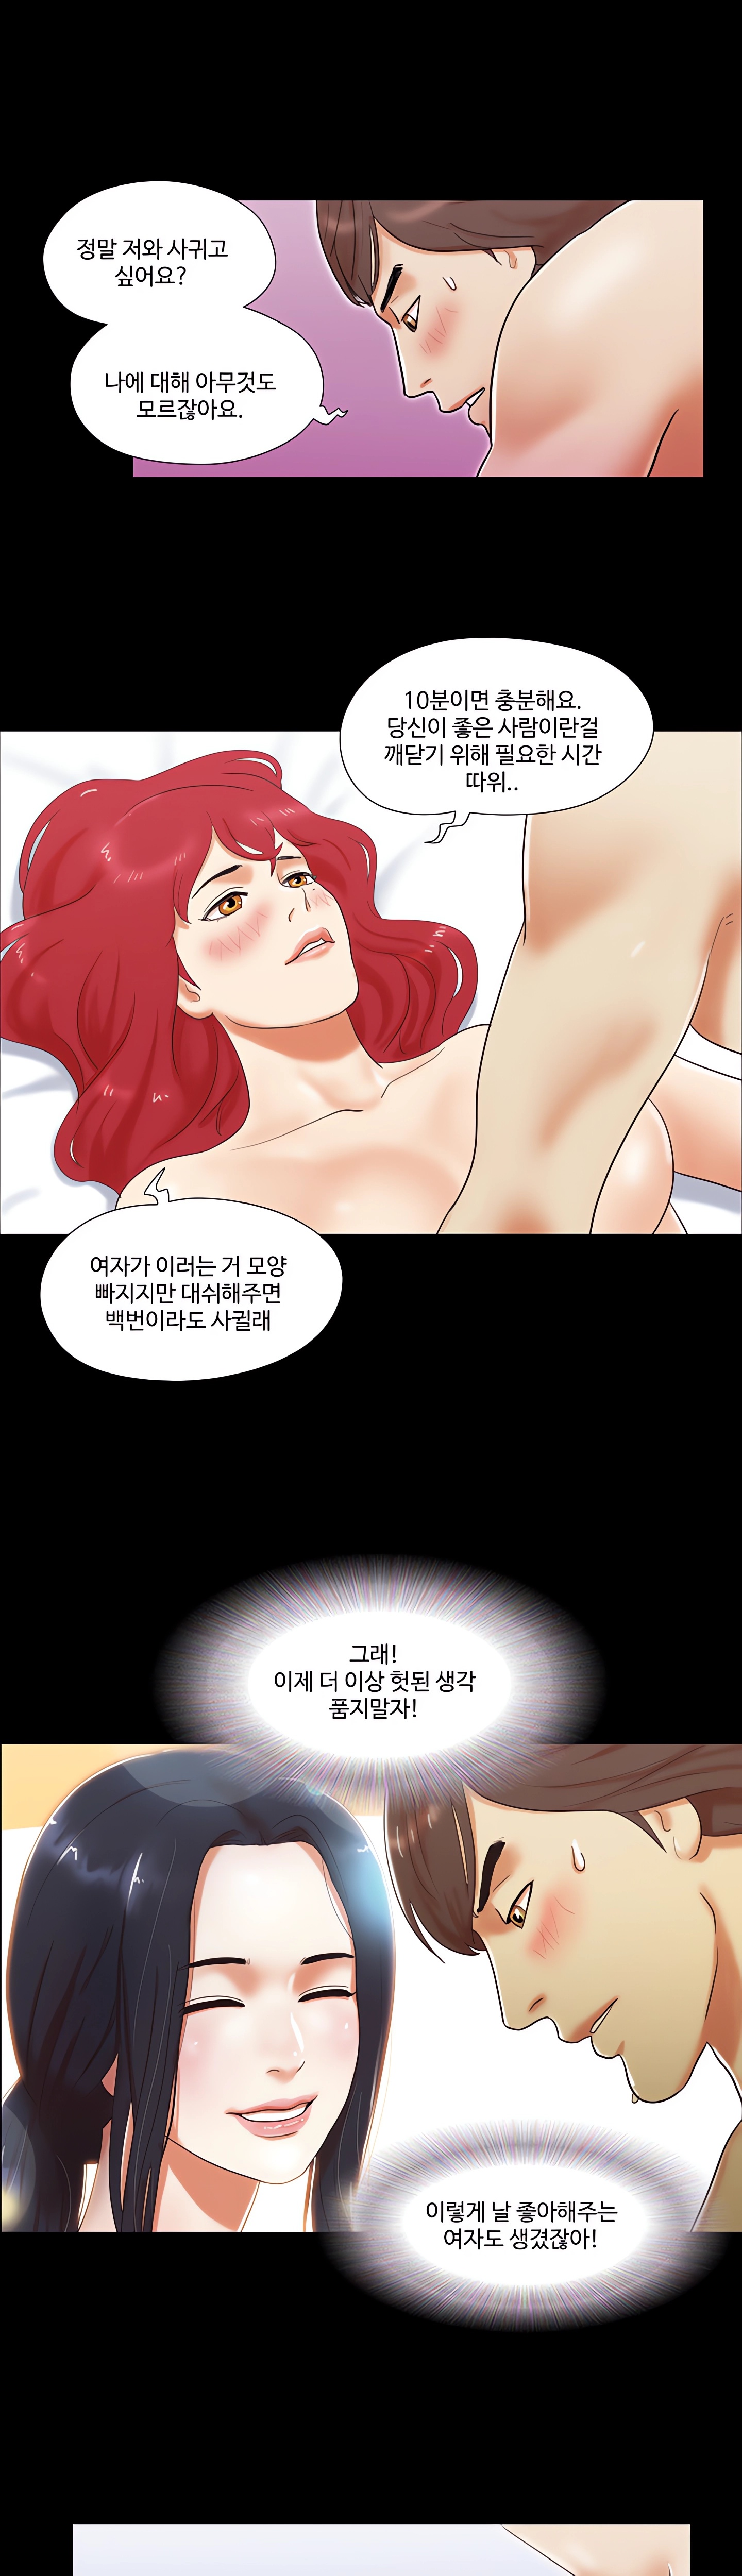 정말 저와 사귀고
싶어요?
나에 대해 아무것도
모르잖아요.
10분이면 충분해요.
당신이 좋은 사람이란걸
깨닫기 위해 필요한 시간
따위..
여자가 이러는 거 모양
빠지지만 대쉬해주면
백번이라도 사귈래
그래!
이제 더 이상 헛된 생각
품지말자!
이렇게 날 좋아해주는
여자도 생겼잖아!